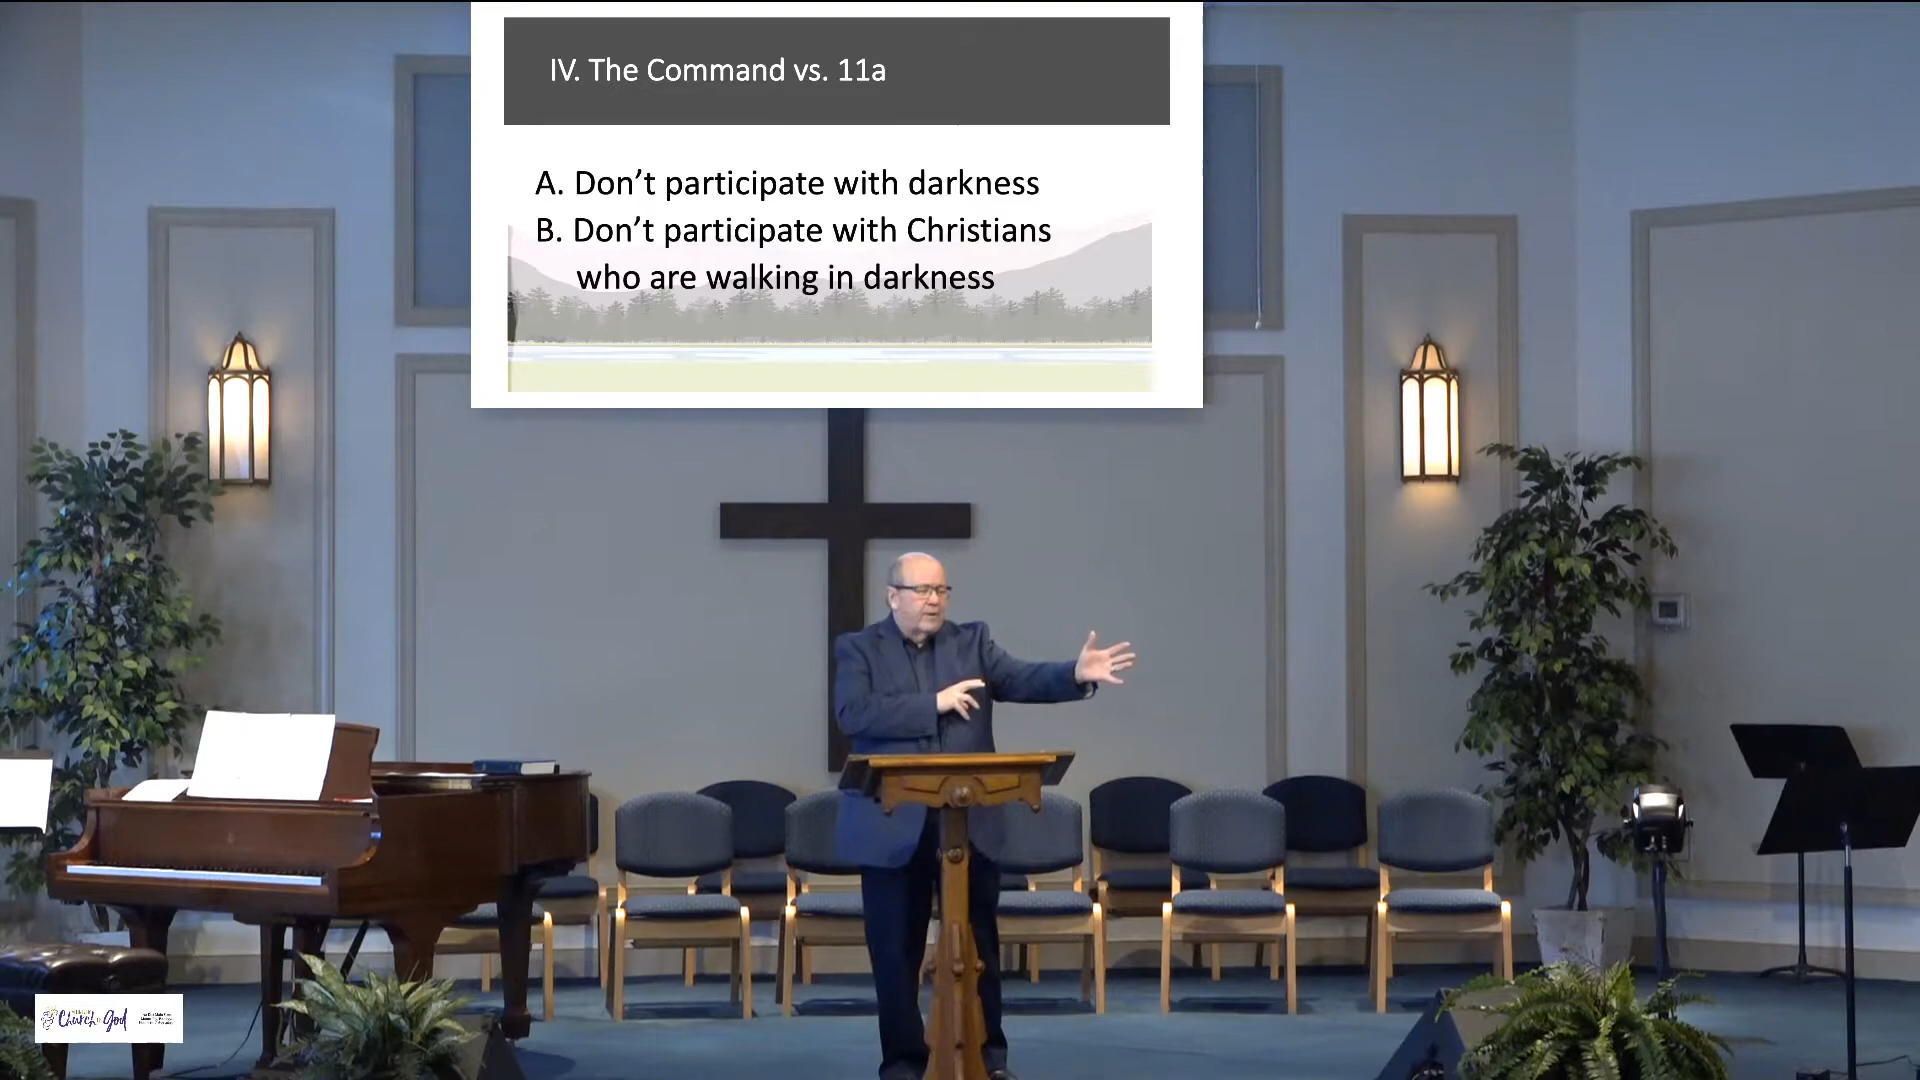 IV. The Command vs. 11a
A. Don’t participate with darkness
B. Don’t participate with Christians
who are walking in darkness
Church of God